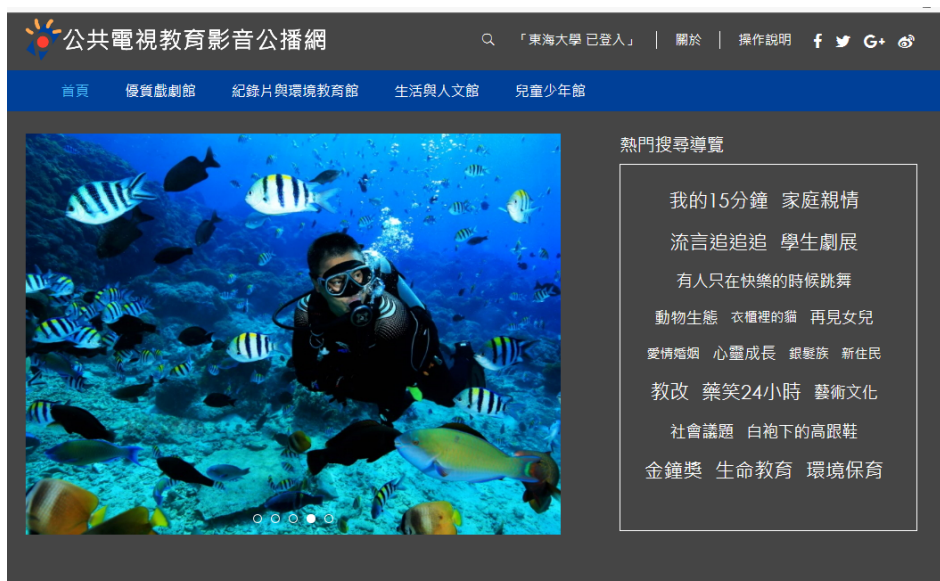 公共電視教育影音公播網
「東海大學 已登入」 | 關於 | 操作說明 f G+
首頁 優質戲劇館 紀錄片與環境教育館 生活與人文館 兒童少年館
熱門搜尋導覽
我的15分鐘 家庭親情
流言追追追 學生劇展
有人只在快樂的時候跳舞
動物生態 衣櫃裡的貓 再見女兒
愛情婚姻 心靈成長 銀髮族 新住民
教改 藥笑24小時 藝術文化
社會議題 白袍下的高跟鞋
金鐘獎 生命教育 環境保育